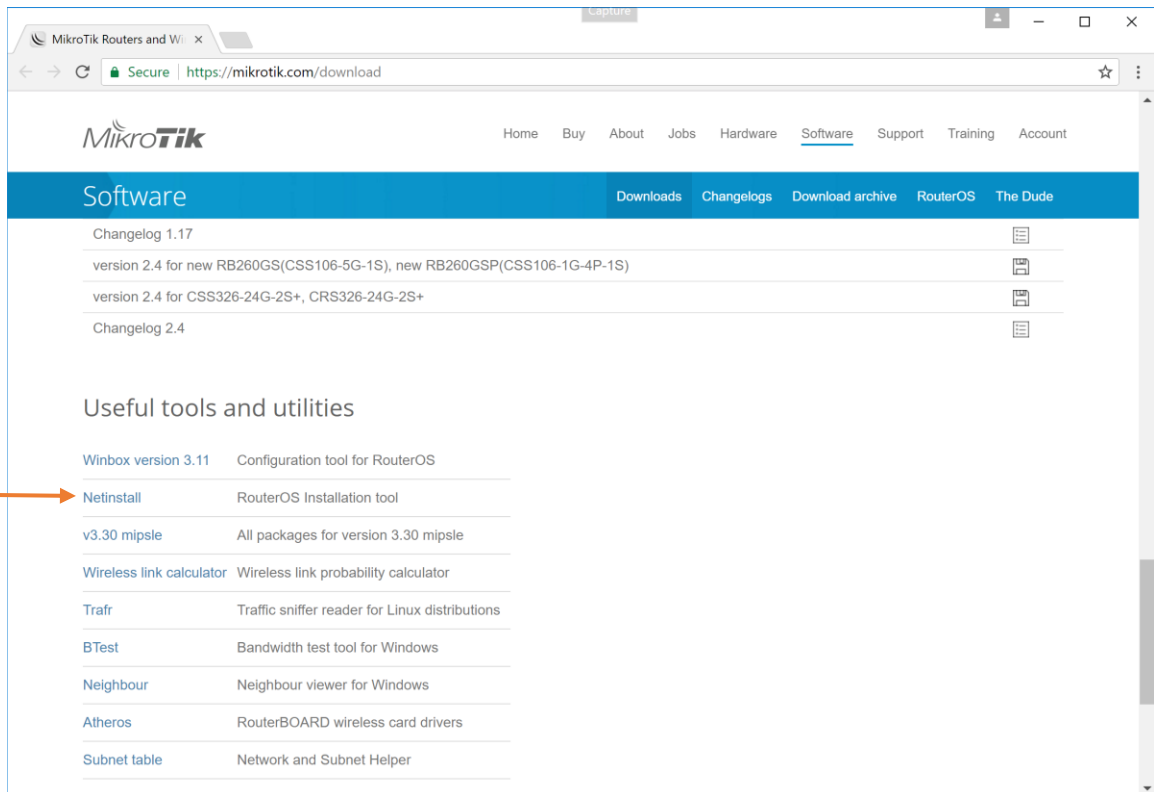 Capture
MikroTik Routers and Wi
Secure https://mikrotik.com/download
MikroTik
Home Buy About Jobs Hardware Software Support Training Account
Software
Downloads Changelogs Download archive RouterOS The Dude
Changelog 1.17
version 2.4 for new RB260GS(CSS106-5G-1S), new RB260GSP(CSS106-1G-4P-1S)
version 2.4 for CSS326-24G-2S+, CRS326-24G-2S+
Changelog 2.4
Useful tools and utilities
Winbox version 3.11 Configuration tool for RouterOS
Netinstall RouterOS Installation tool
v3.30 mipsle All packages for version 3.30 mipsle
Wireless link calculator Wireless link probability calculator
Trafr Traffic sniffer reader for Linux distributions
BTest Bandwidth test tool for Windows
Neighbour Neighbour viewer for Windows
Atheros RouterBOARD wireless card drivers
Subnet table Network and Subnet Helper